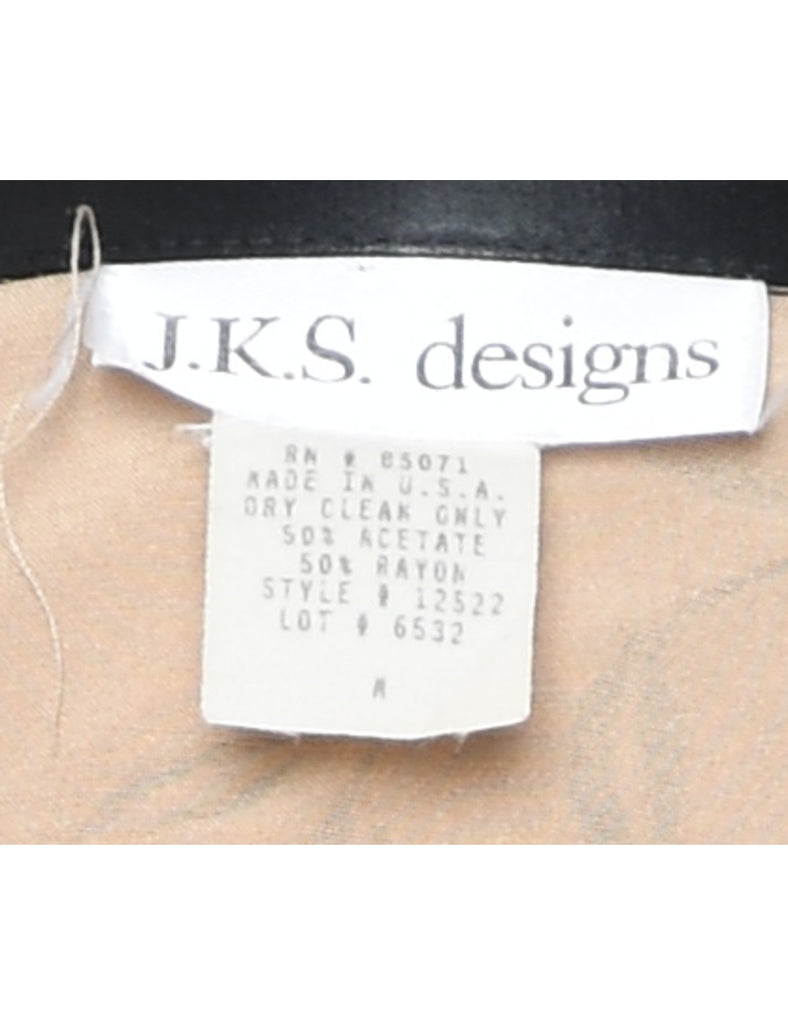 J.K.S. designs
RN # 85071
MADE IN U.S.A.
DRY CLEAN ONLY
50% ACETATE
50% RAYON
STYLE # 12522
LOT # 6532